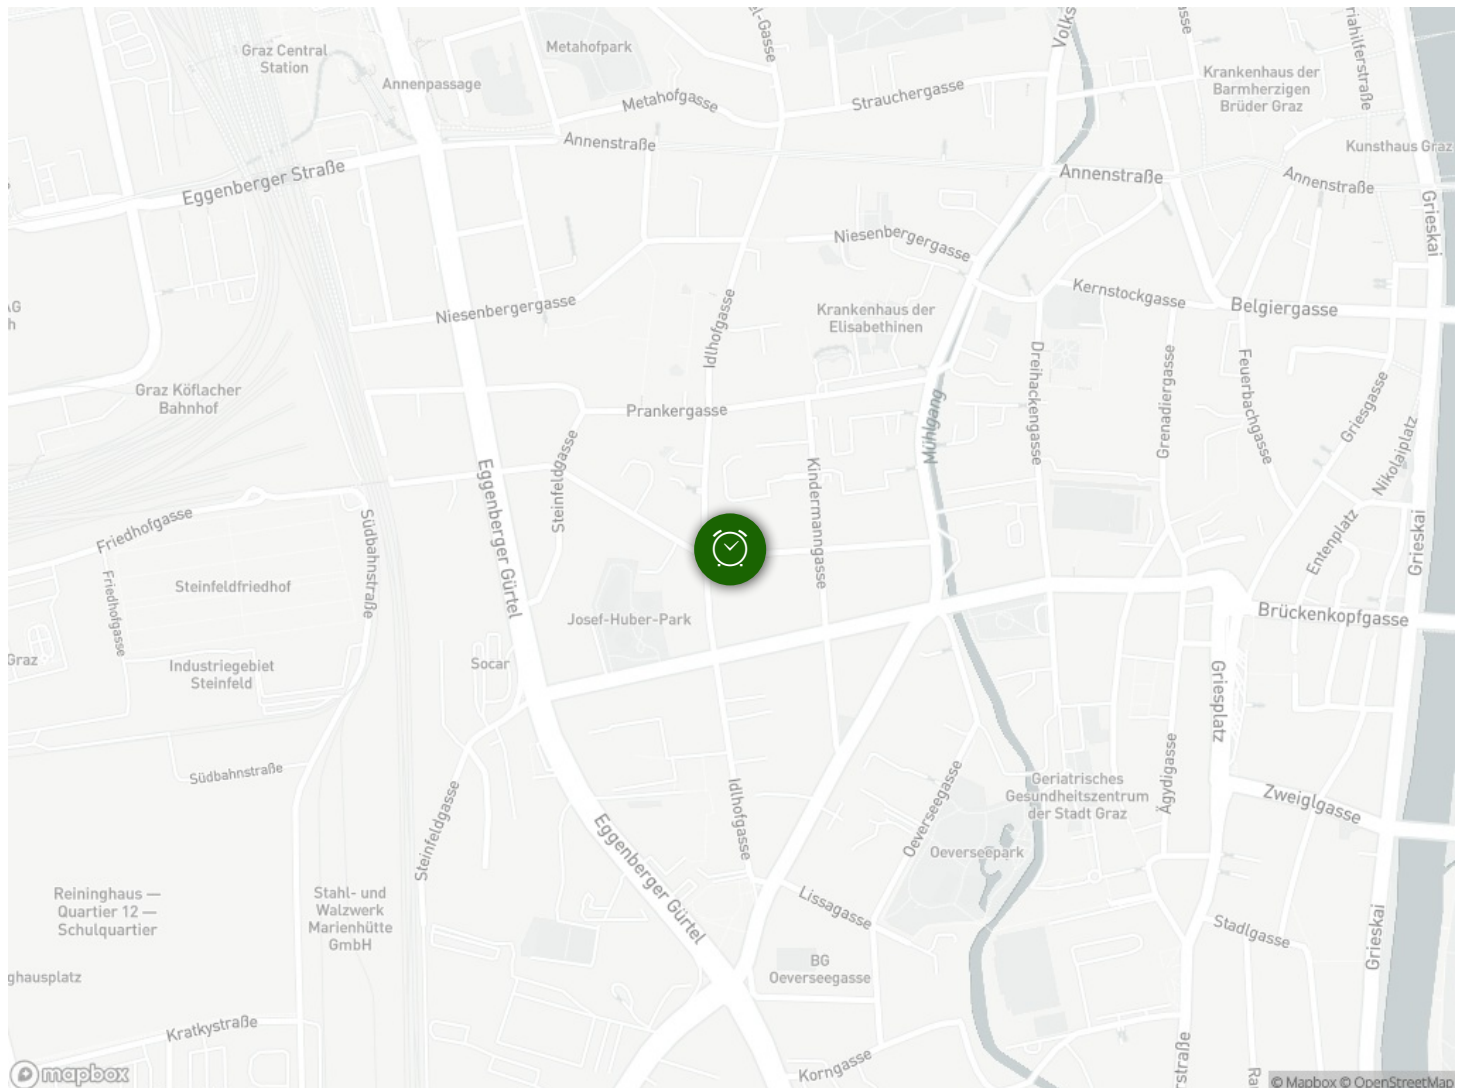 Graz Central
Station
Metahofpark
Annenpassage
Metahofgasse
Strauchergasse
Krankenhaus der
Barmherzigen
Brüder Graz
Kunsthaus Graz
Annenstraße
Annenstraße
Annenstraße
Eggenberger Straße
Grieskai
Niesenbergergasse
Niesenbergergasse
Kernstockgasse
Belgiergasse
Krankenhaus der
Elisabethinen
Idlhofgasse
Dreihackengasse
Grenadiergasse
Feuerbachgasse
Griesgasse
Nikolaiplatz
Graz Köflacher
Bahnhof
Prankergasse
Mühlgang
Steinfeldgasse
Kindermanngasse
Eggenberger Gürtel
Friedhofgasse
Südbahnstraße
Entenplatz
Grieskai
Steinfeldfriedhof
Friedhofgasse
Josef-Huber-Park
Brückenkopfgasse
Graz
Industriegebiet
Steinfeld
Socar
Griesplatz
Südbahnstraße
Steinfeldgasse
Idlhofgasse
Oeverseegasse
Geriatrisches
Gesundheitszentrum
der Stadt Graz
Ägydigasse
Zweiglgasse
Eggenberger Gürtel
Oeverseepark
Reininghaus —
Quartier 12 —
Schulquartier
Stahl- und
Walzwerk
Marienhütte
GmbH
Lissagasse
Stadlgasse
Grieskai
BG
Oeverseegasse
ghausplatz
Kratkystraße
Korngasse
mapbox
© Mapbox © OpenStreetMap